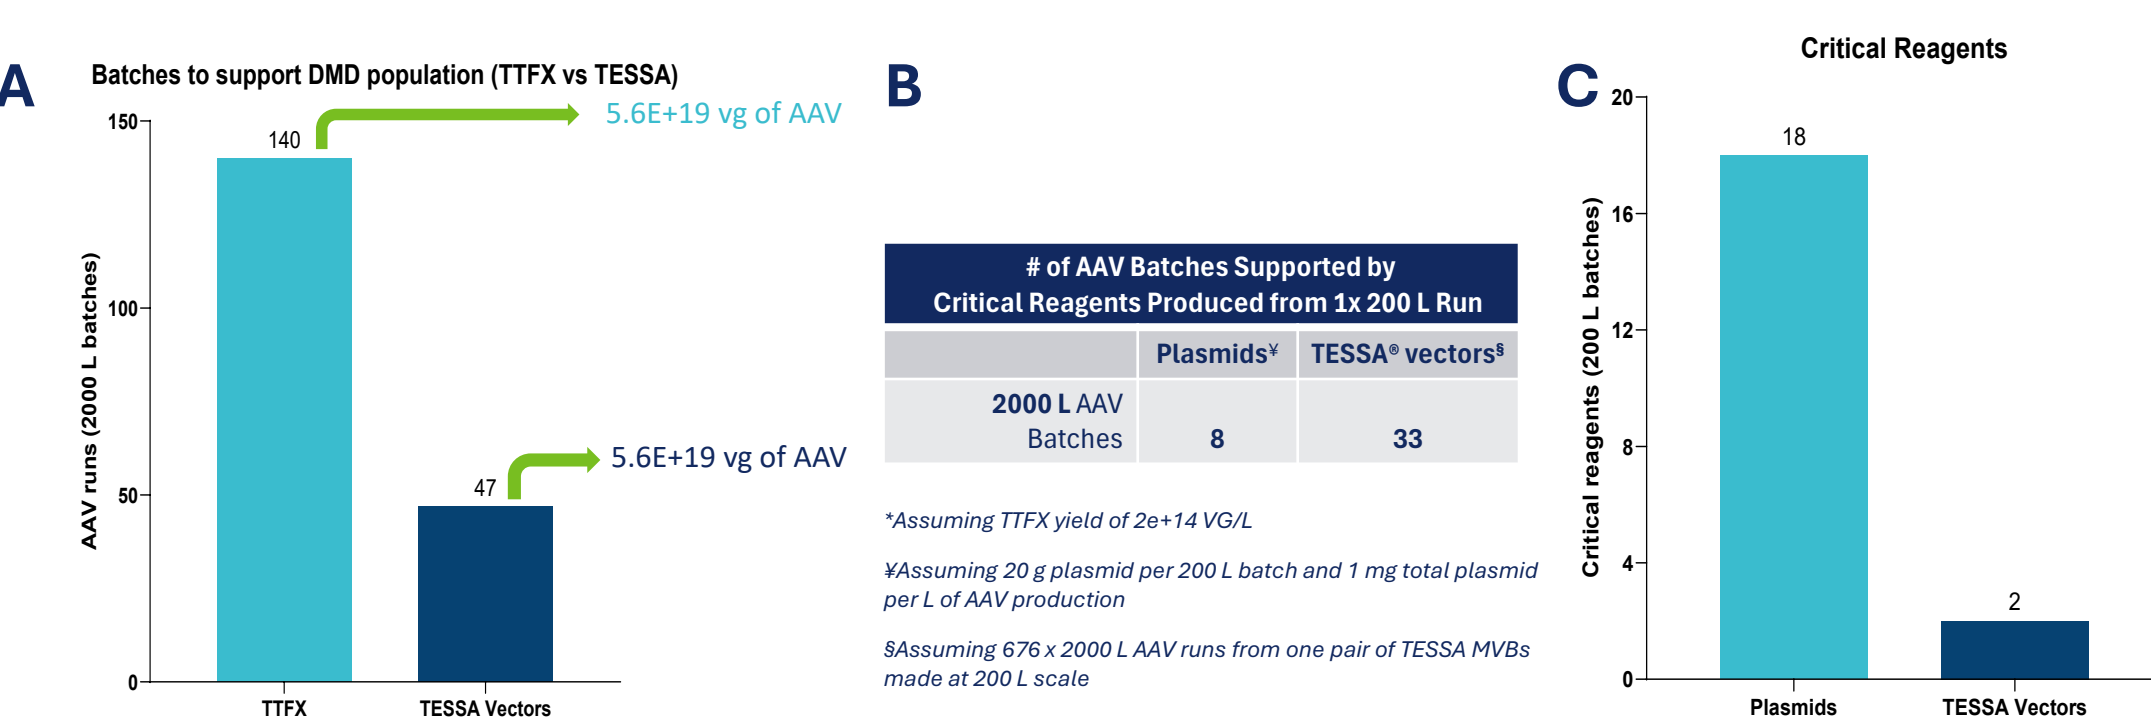 A
Batches to support DMD population (TTFX vs TESSA)
5.6E+19 vg of AAV
150
140
100
50
47
5.6E+19 vg of AAV
0
AAV runs (2000 L batches)
TTFX
TESSA Vectors
B
# of AAV Batches Supported by
Critical Reagents Produced from 1x 200 L Run
Plasmids¥
TESSA® vectors§
2000 L AAV
Batches
8
33
*Assuming TTFX yield of 2e+14 VG/L
¥Assuming 20 g plasmid per 200 L batch and 1 mg total plasmid
per L of AAV production
§Assuming 676 x 2000 L AAV runs from one pair of TESSA MVBs
made at 200 L scale
C
Critical Reagents
20
18
16
12
8
4
2
0
Critical reagents (200 L batches)
Plasmids
TESSA Vectors